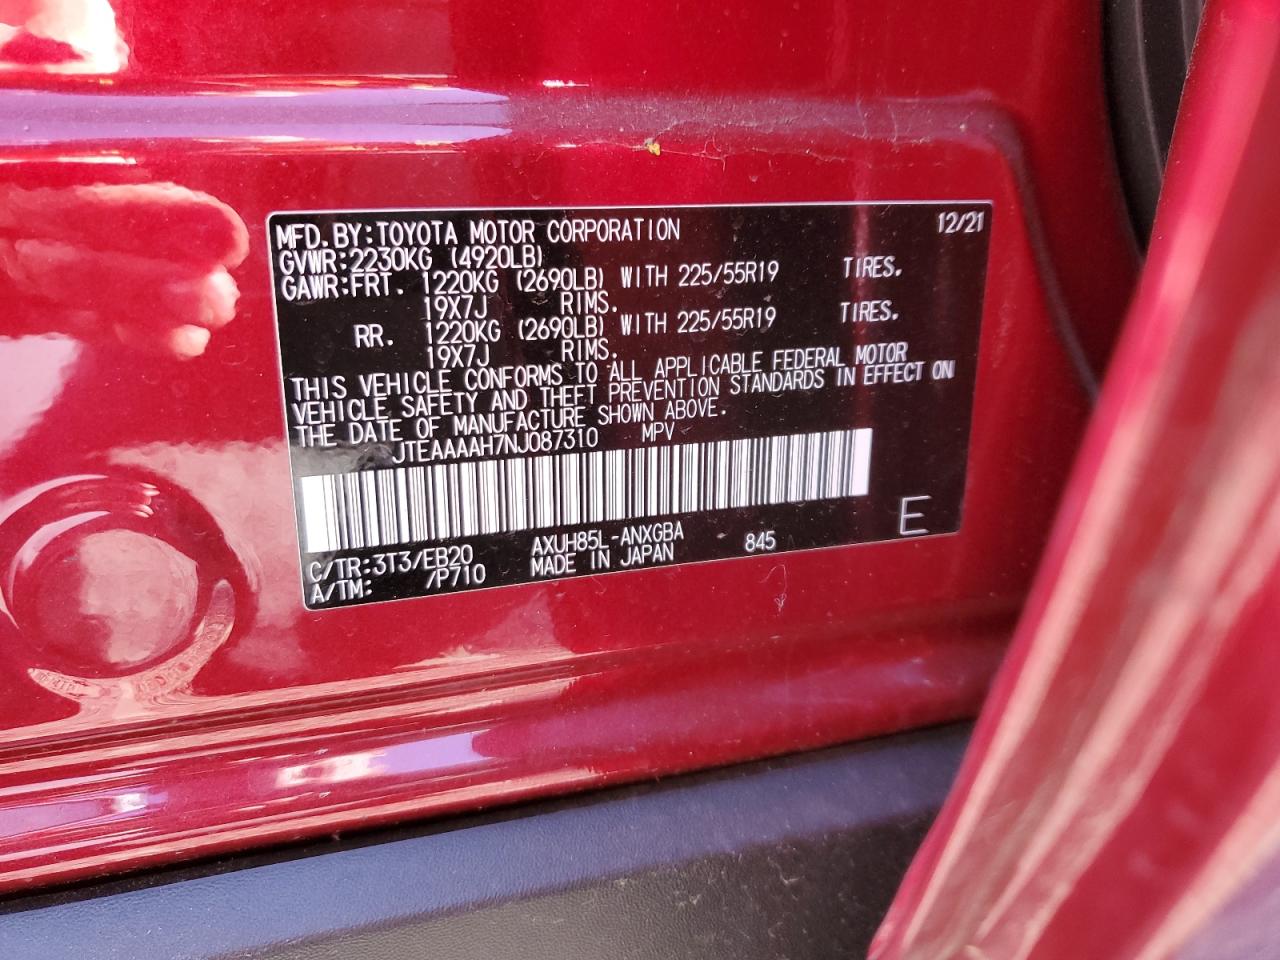 MFD. BY: TOYOTA MOTOR CORPORATION 12/21
GVWR: 2230KG (4920LB)
GAWR: FRT. 1220KG (2690LB) WITH 225/55R19 TIRES.
19X7J RIMS.
RR. 1220KG (2690LB) WITH 225/55R19 TIRES.
19X7J RIMS.
THIS VEHICLE CONFORMS TO ALL APPLICABLE FEDERAL MOTOR
VEHICLE SAFETY AND THEFT PREVENTION STANDARDS IN EFFECT ON
THE DATE OF MANUFACTURE SHOWN ABOVE.
JTEAAAAH7NJ087310 MPV
C/TR: 3T3/EB20 AXUH85L-ANXGBA 845 E
A/TM: /P710 MADE IN JAPAN